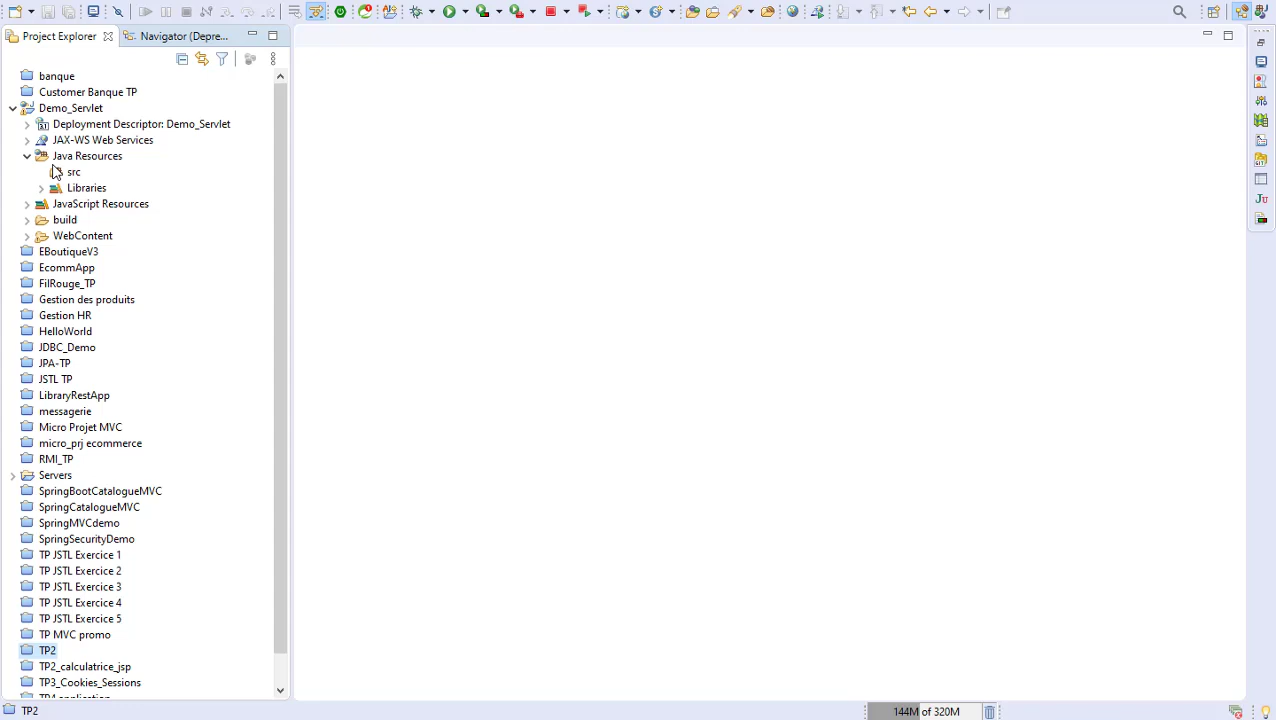 Project Explorer
Navigator (Depre...
banque
Customer Banque TP
Demo_Servlet
Deployment Descriptor: Demo_Servlet
JAX-WS Web Services
Java Resources
src
Libraries
JavaScript Resources
build
WebContent
EBoutiqueV3
EcommApp
FilRouge_TP
Gestion des produits
Gestion HR
HelloWorld
JDBC_Demo
JPA-TP
JSTL TP
LibraryRestApp
messagerie
Micro Projet MVC
micro_prj ecommerce
RMI_TP
Servers
SpringBootCatalogueMVC
SpringCatalogueMVC
SpringMVCdemo
SpringSecurityDemo
TP JSTL Exercice 1
TP JSTL Exercice 2
TP JSTL Exercice 3
TP JSTL Exercice 4
TP JSTL Exercice 5
TP MVC promo
TP2
TP2_calculatrice_jsp
TP3_Cookies_Sessions
TP4 application
TP2
144M of 320M